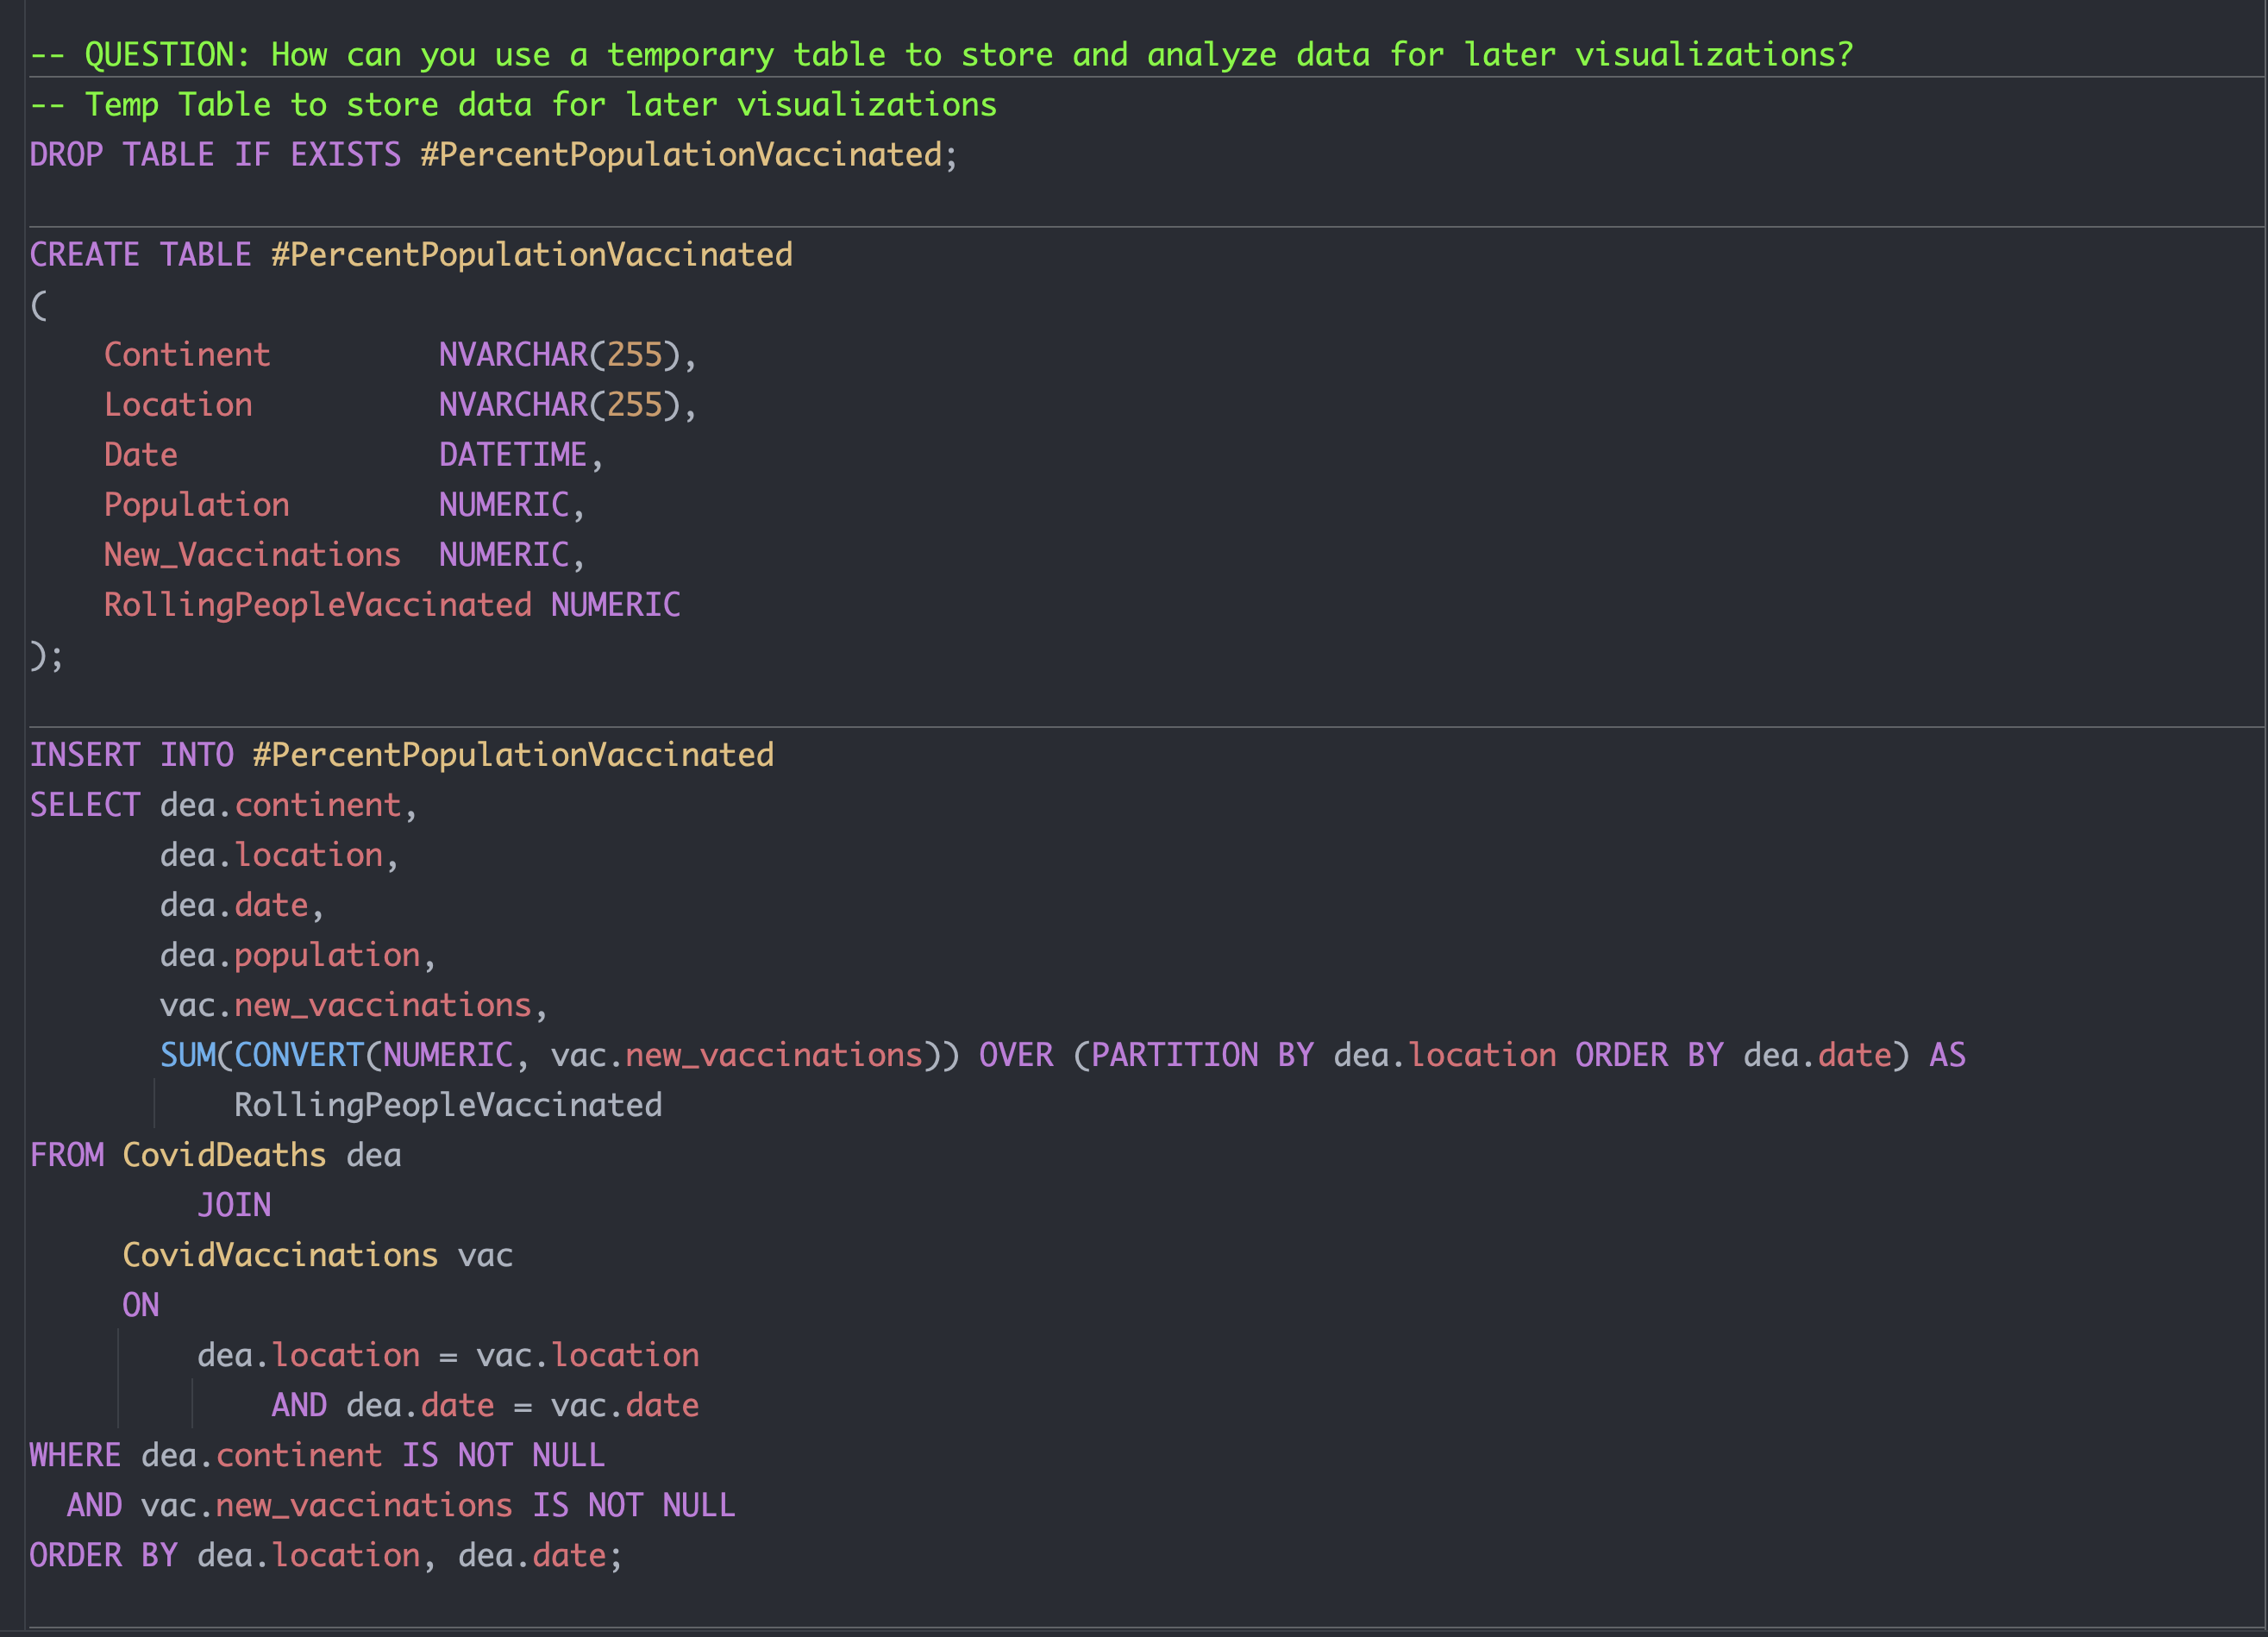 -- QUESTION: How can you use a temporary table to store and analyze data for later visualizations?
-- Temp Table to store data for later visualizations
DROP TABLE IF EXISTS #PercentPopulationVaccinated;

CREATE TABLE #PercentPopulationVaccinated
(
    Continent         NVARCHAR(255),
    Location          NVARCHAR(255),
    Date              DATETIME,
    Population        NUMERIC,
    New_Vaccinations  NUMERIC,
    RollingPeopleVaccinated NUMERIC
);

INSERT INTO #PercentPopulationVaccinated
SELECT dea.continent,
       dea.location,
       dea.date,
       dea.population,
       vac.new_vaccinations,
       SUM(CONVERT(NUMERIC, vac.new_vaccinations)) OVER (PARTITION BY dea.location ORDER BY dea.date) AS
           RollingPeopleVaccinated
FROM CovidDeaths dea
         JOIN
     CovidVaccinations vac
     ON
         dea.location = vac.location
             AND dea.date = vac.date
WHERE dea.continent IS NOT NULL
  AND vac.new_vaccinations IS NOT NULL
ORDER BY dea.location, dea.date;